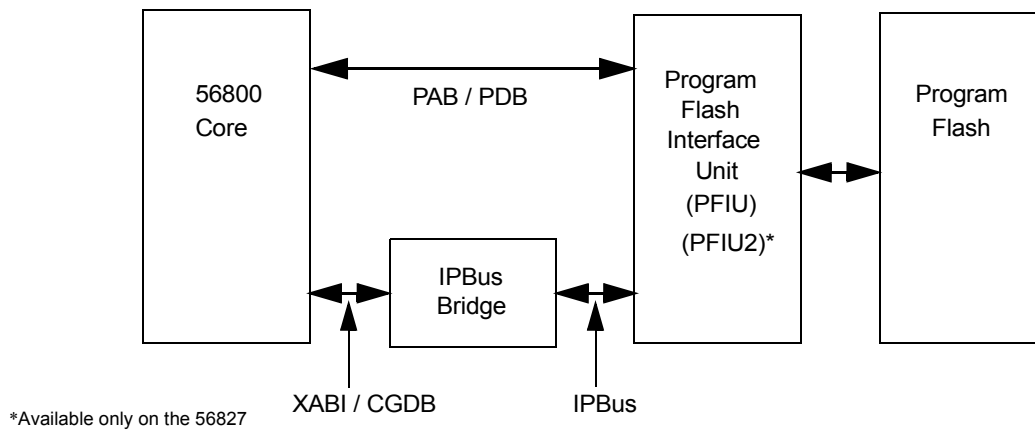 56800
Core
PAB / PDB
Program
Flash
Interface
Unit
(PFIU)
(PFIU2)*
Program
Flash
IPBus
Bridge
XABI / CGDB
IPBus
*Available only on the 56827